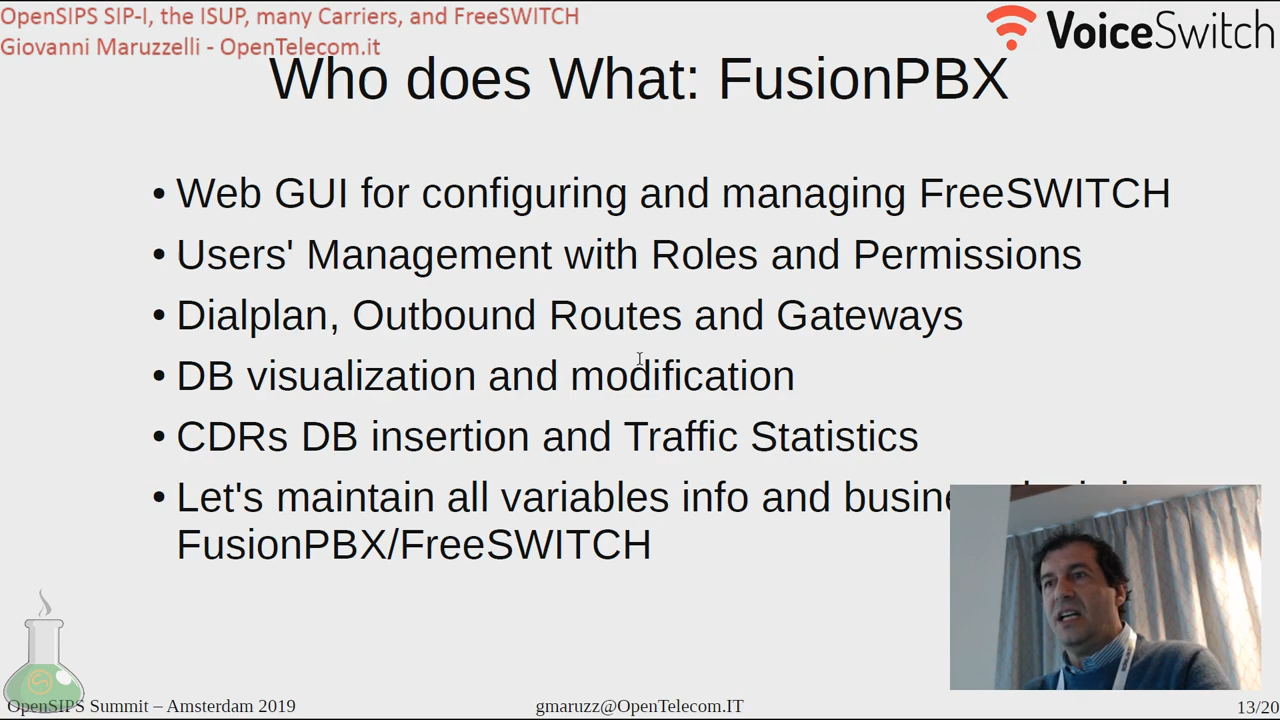 OpenSIPS SIP-I, the ISUP, many Carriers, and FreeSWITCH
Giovanni Maruzzelli - OpenTelecom.it
VoiceSwitch
Who does What: FusionPBX
• Web GUI for configuring and managing FreeSWITCH
• Users' Management with Roles and Permissions
• Dialplan, Outbound Routes and Gateways
• DB visualization and modification
• CDRs DB insertion and Traffic Statistics
• Let's maintain all variables info and
FusionPBX/FreeSWITCH
OpenSIPS Summit – Amsterdam 2019
gmaruzz@OpenTelecom.IT
13/20